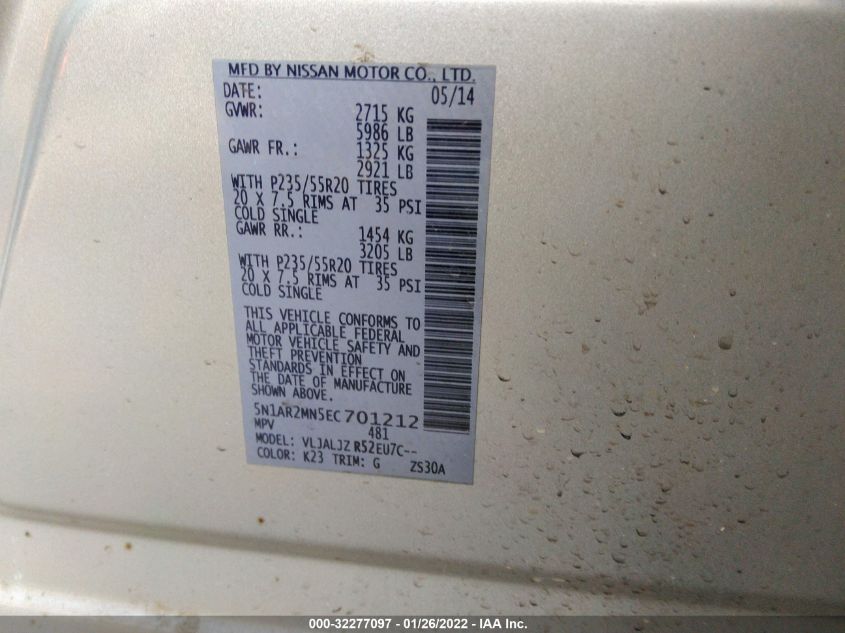 MFD BY NISSAN MOTOR CO., LTD.
DATE: 05/14
GVWR: 2715 KG
5986 LB
GAWR FR.: 1325 KG
2921 LB
WITH P235/55R20 TIRES
20 X 7.5 RIMS AT 35 PSI
COLD SINGLE
GAWR RR.: 1454 KG
3205 LB
WITH P235/55R20 TIRES
20 X 7.5 RIMS AT 35 PSI
COLD SINGLE
THIS VEHICLE CONFORMS TO
ALL APPLICABLE FEDERAL
MOTOR VEHICLE SAFETY AND
THEFT PREVENTION
STANDARDS IN EFFECT ON
THE DATE OF MANUFACTURE
SHOWN ABOVE.
5N1AR2MN5EC701212
MPV 481
MODEL: VLJALJZ R52EU7C--
COLOR: K23 TRIM: G ZS30A
000-32277097 - 01/26/2022 - IAA Inc.